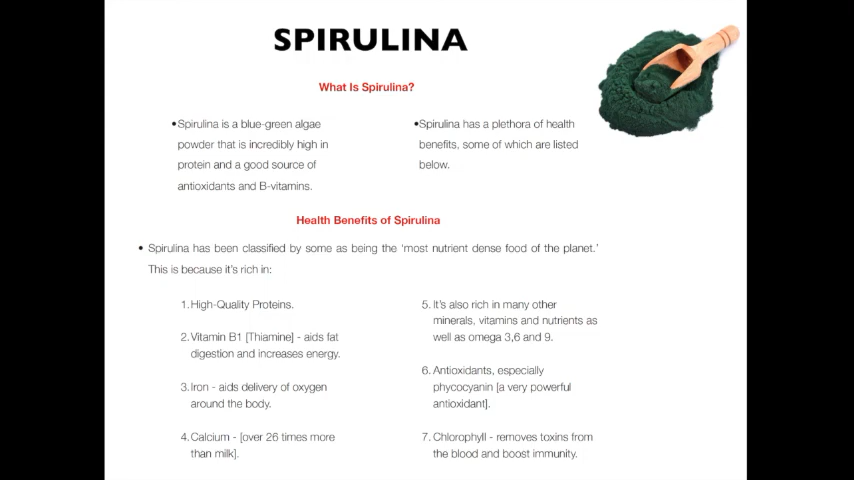 SPIRULINA
What Is Spirulina?
•Spirulina is a blue-green algae
powder that is incredibly high in
protein and a good source of
antioxidants and B-vitamins.
•Spirulina has a plethora of health
benefits, some of which are listed
below.
Health Benefits of Spirulina
• Spirulina has been classified by some as being the ‘most nutrient dense food of the planet.’
This is because it’s rich in:
1. High-Quality Proteins.
2. Vitamin B1 [Thiamine] - aids fat
digestion and increases energy.
3. Iron - aids delivery of oxygen
around the body.
4. Calcium - [over 26 times more
than milk].
5. It’s also rich in many other
minerals, vitamins and nutrients as
well as omega 3,6 and 9.
6. Antioxidants, especially
phycocyanin [a very powerful
antioxidant].
7. Chlorophyll - removes toxins from
the blood and boost immunity.